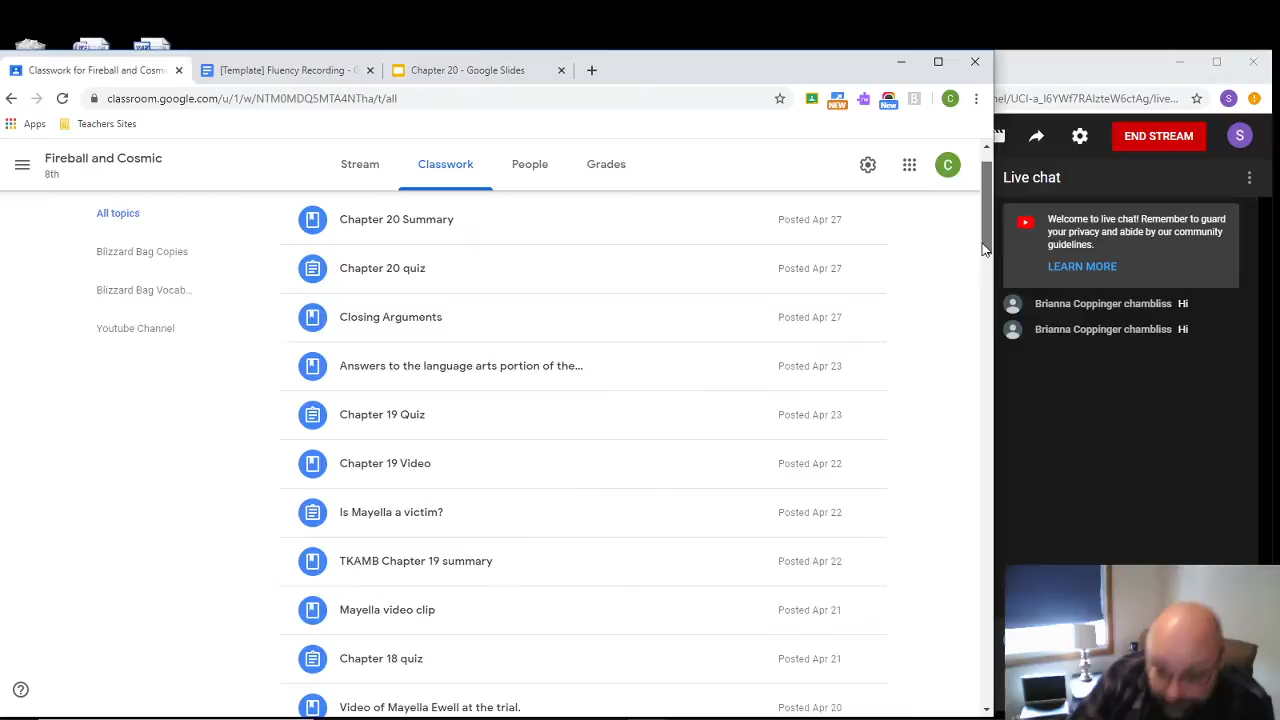 Classwork for Fireball and Cosm
[Template] Fluency Recording - G
Chapter 20 - Google Slides
classroom.google.com/u/1/w/NTM0MDQ5MTA4NTha/t/all
nel/UCI-a_I6YWf7RAIzteW6ctAg/live...
NEW
New
C
S
Apps
Teachers Sites
Fireball and Cosmic
8th
Stream
Classwork
People
Grades
C
END STREAM
S
Live chat
All topics
Blizzard Bag Copies
Blizzard Bag Vocab...
Youtube Channel
Chapter 20 Summary
Posted Apr 27
Chapter 20 quiz
Posted Apr 27
Closing Arguments
Posted Apr 27
Answers to the language arts portion of the...
Posted Apr 23
Chapter 19 Quiz
Posted Apr 23
Chapter 19 Video
Posted Apr 22
Is Mayella a victim?
Posted Apr 22
TKAMB Chapter 19 summary
Posted Apr 22
Mayella video clip
Posted Apr 21
Chapter 18 quiz
Posted Apr 21
Video of Mayella Ewell at the trial.
Posted Apr 20
Welcome to live chat! Remember to guard
your privacy and abide by our community
guidelines.
LEARN MORE
Brianna Coppinger chambliss Hi
Brianna Coppinger chambliss Hi